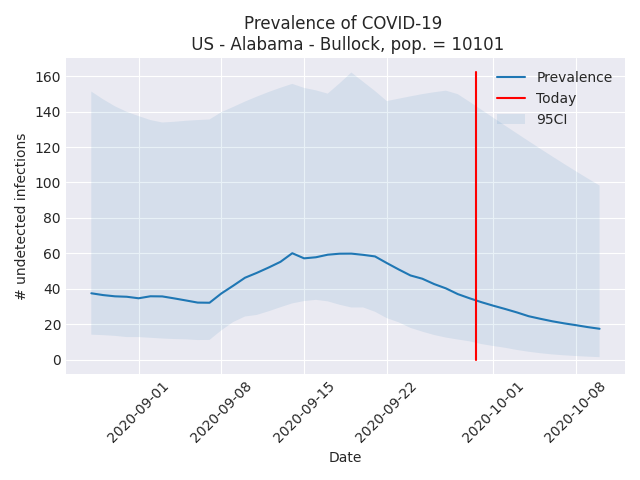 Prevalence of COVID-19
US - Alabama - Bullock, pop. = 10101
Prevalence
Today
95CI
# undetected infections
160
140
120
100
80
60
40
20
0
2020-09-01
2020-09-08
2020-09-15
2020-09-22
2020-10-01
2020-10-08
Date